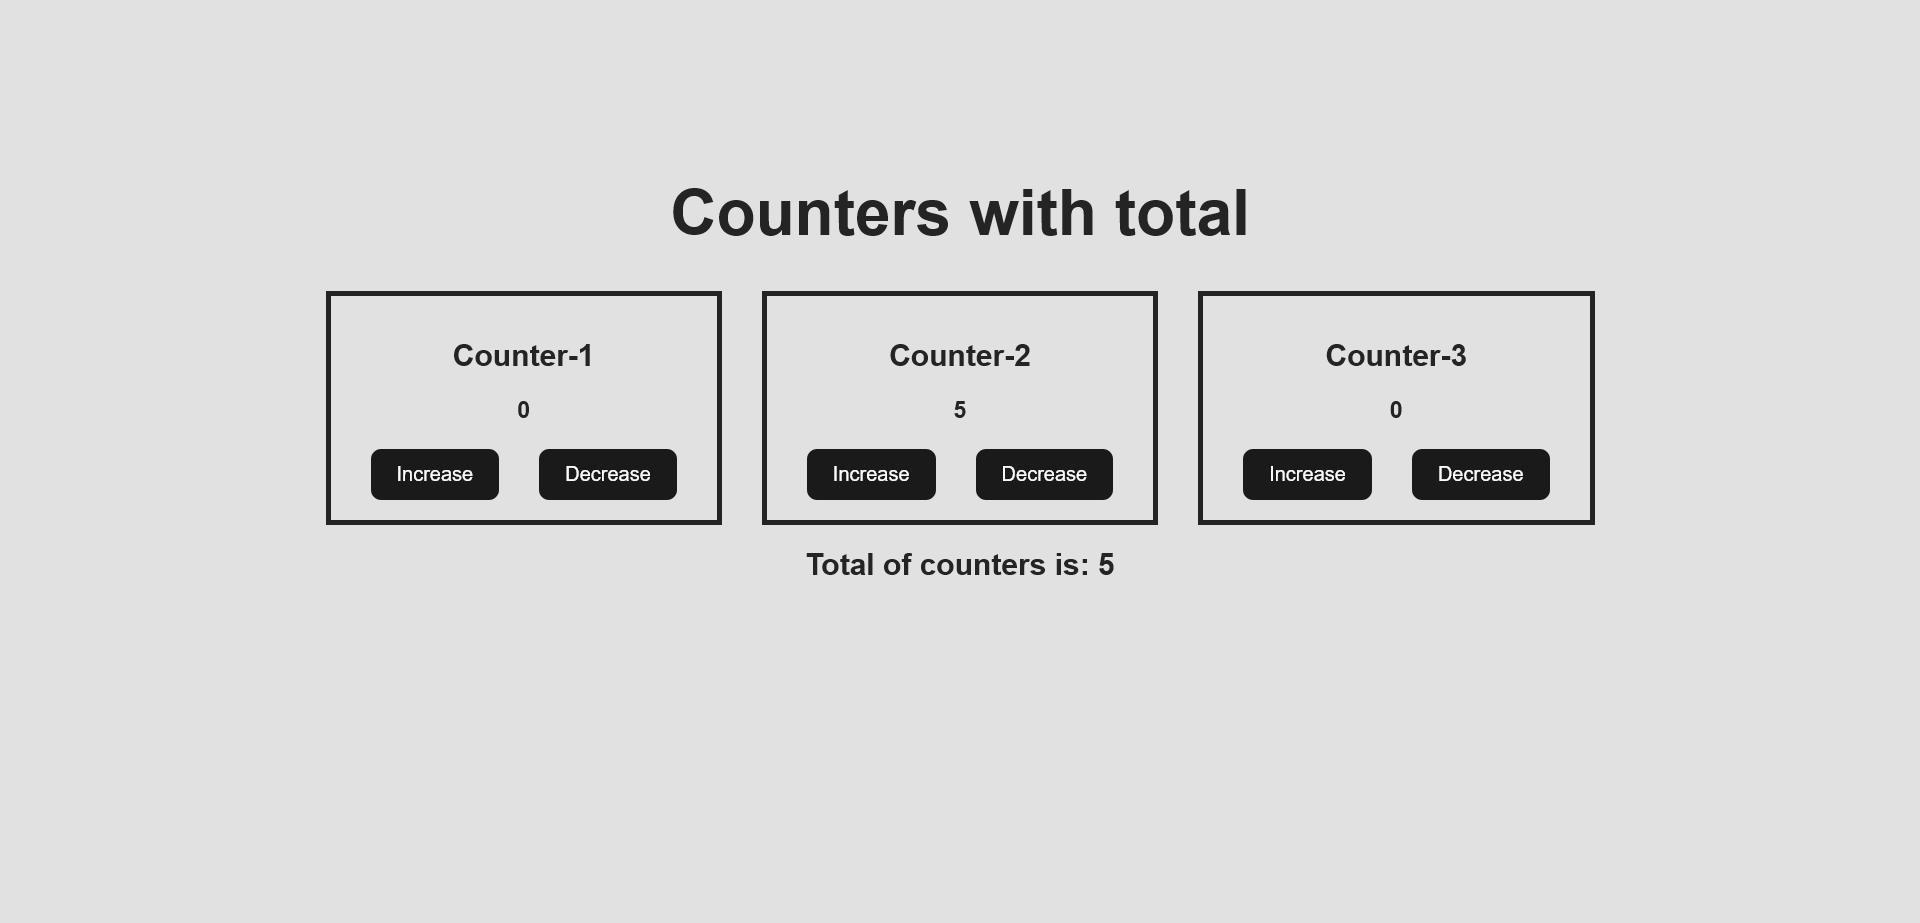 Counters with total
Counter-1
0
Increase
Decrease
Counter-2
5
Increase
Decrease
Counter-3
0
Increase
Decrease
Total of counters is: 5